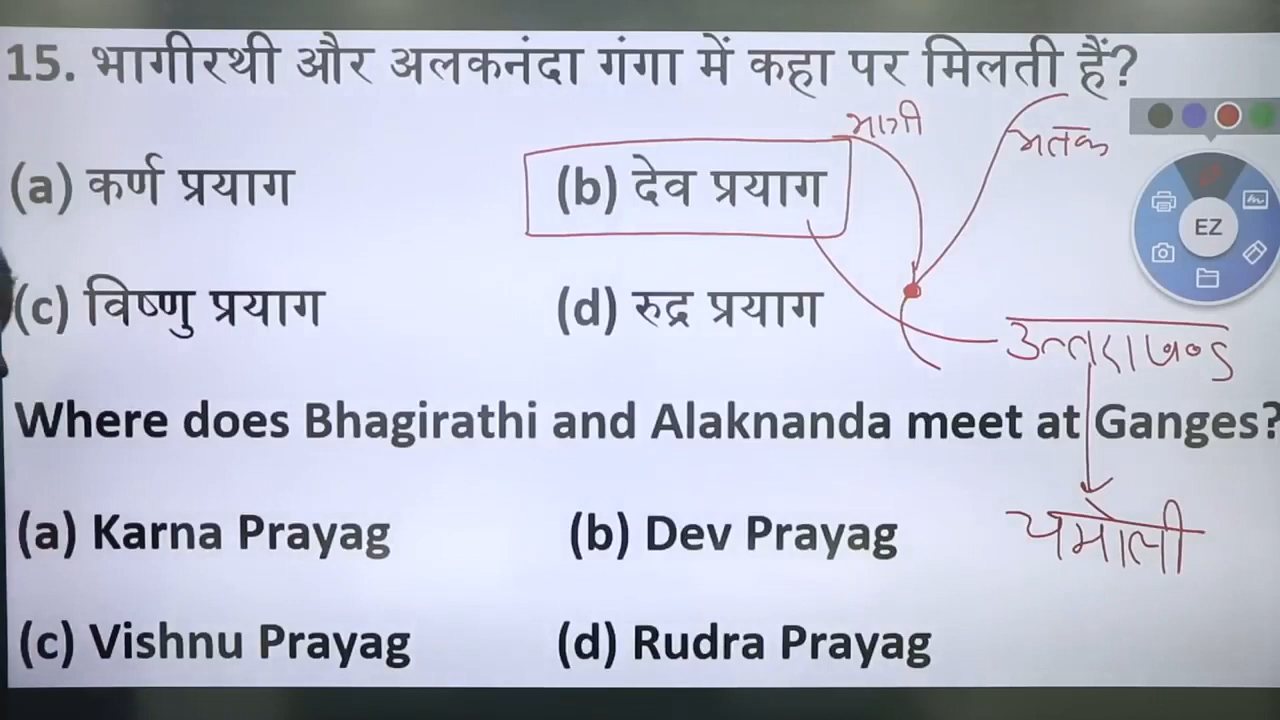 15. भागीरथी और अलकनंदा गंगा में कहा पर मिलती हैं?
भागी
अलक
(a) कर्ण प्रयाग (b) देव प्रयाग
EZ
(c) विष्णु प्रयाग (d) रुद्र प्रयाग
उत्तराखण्ड
Where does Bhagirathi and Alaknanda meet at Ganges?
(a) Karna Prayag (b) Dev Prayag
चमोली
(c) Vishnu Prayag (d) Rudra Prayag